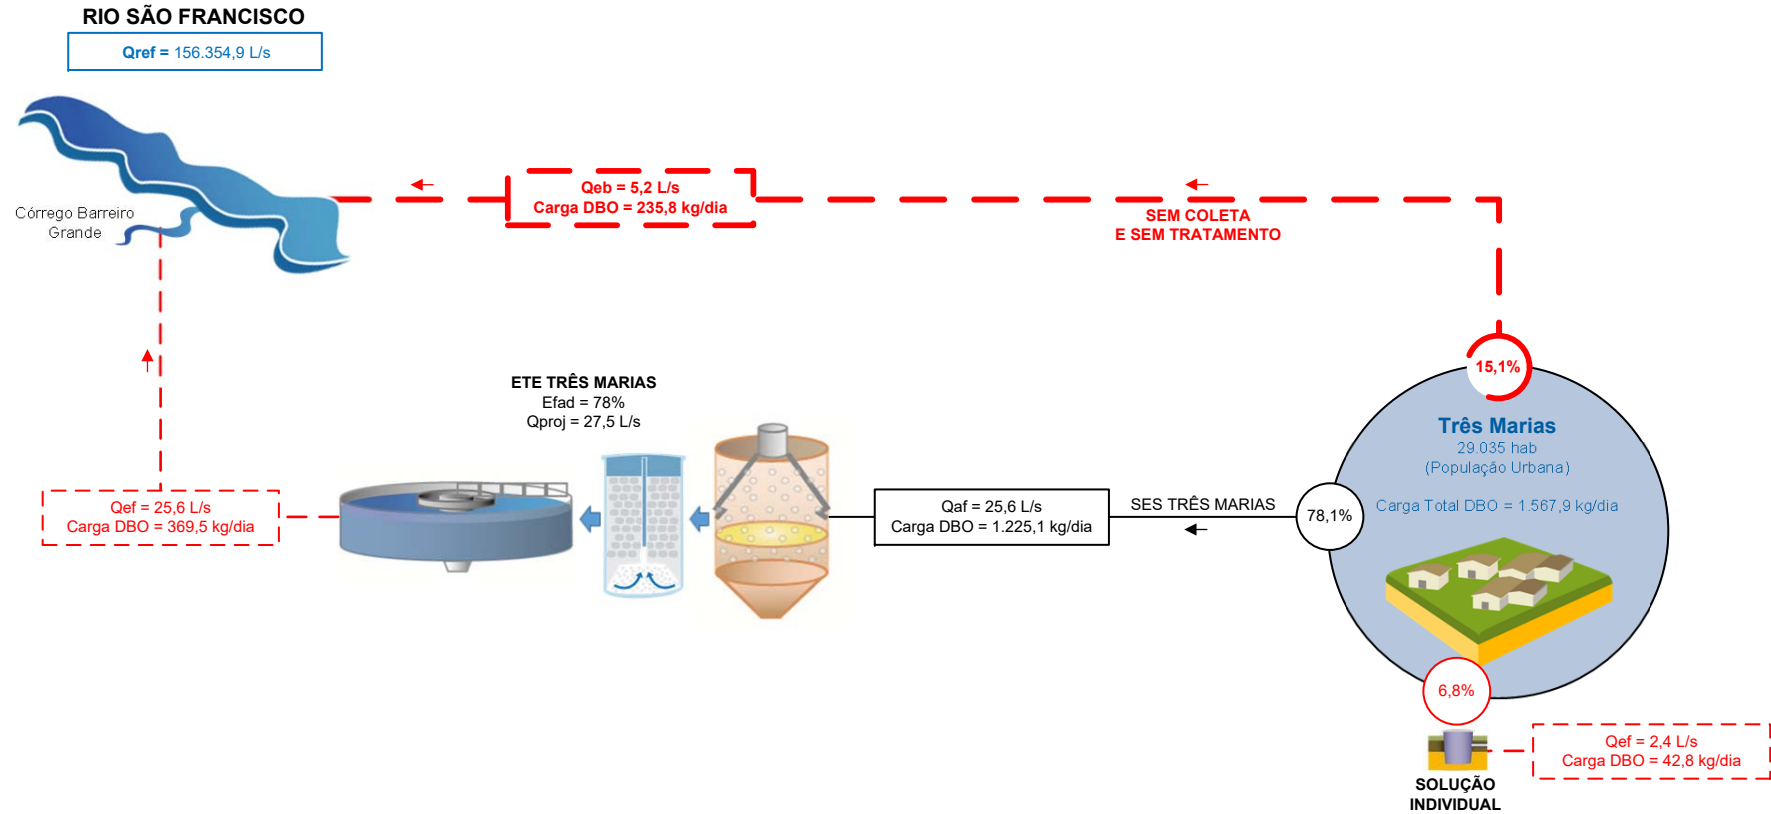 RIO SÃO FRANCISCO
Qref = 156.354,9 L/s
Córrego Barreiro
Grande
Qeb = 5,2 L/s
Carga DBO = 235,8 kg/dia
SEM COLETA
E SEM TRATAMENTO
15,1%
ETE TRÊS MARIAS
Efad = 78%
Qproj = 27,5 L/s
Três Marias
29.035 hab
(População Urbana)
Carga Total DBO = 1.567,9 kg/dia
Qef = 25,6 L/s
Carga DBO = 369,5 kg/dia
Qaf = 25,6 L/s
Carga DBO = 1.225,1 kg/dia
SES TRÊS MARIAS
78,1%
6,8%
Qef = 2,4 L/s
Carga DBO = 42,8 kg/dia
SOLUÇÃO
INDIVIDUAL